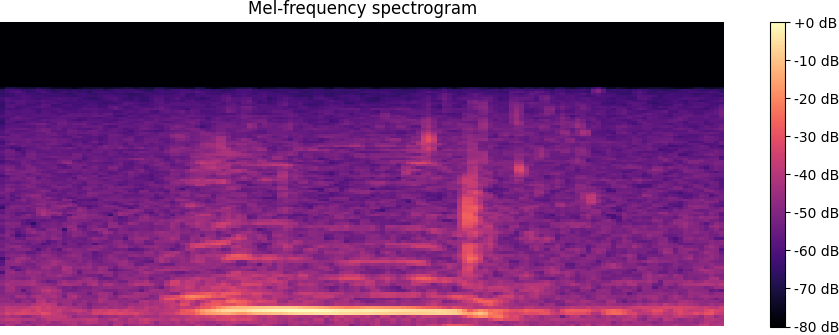 Mel-frequency spectrogram
+0 dB
-10 dB
-20 dB
-30 dB
-40 dB
-50 dB
-60 dB
-70 dB
-80 dB